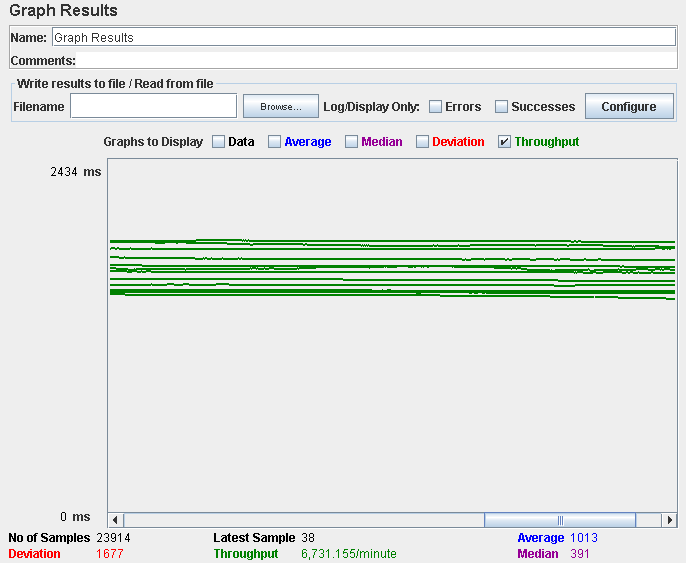 Graph Results
Name: Graph Results
Comments:
Write results to file / Read from file
Filename Browse... Log/Display Only: Errors Successes Configure
Graphs to Display Data Average Median Deviation Throughput
2434 ms
0 ms
No of Samples 23914 Latest Sample 38 Average 1013
Deviation 1677 Throughput 6,731.155/minute Median 391